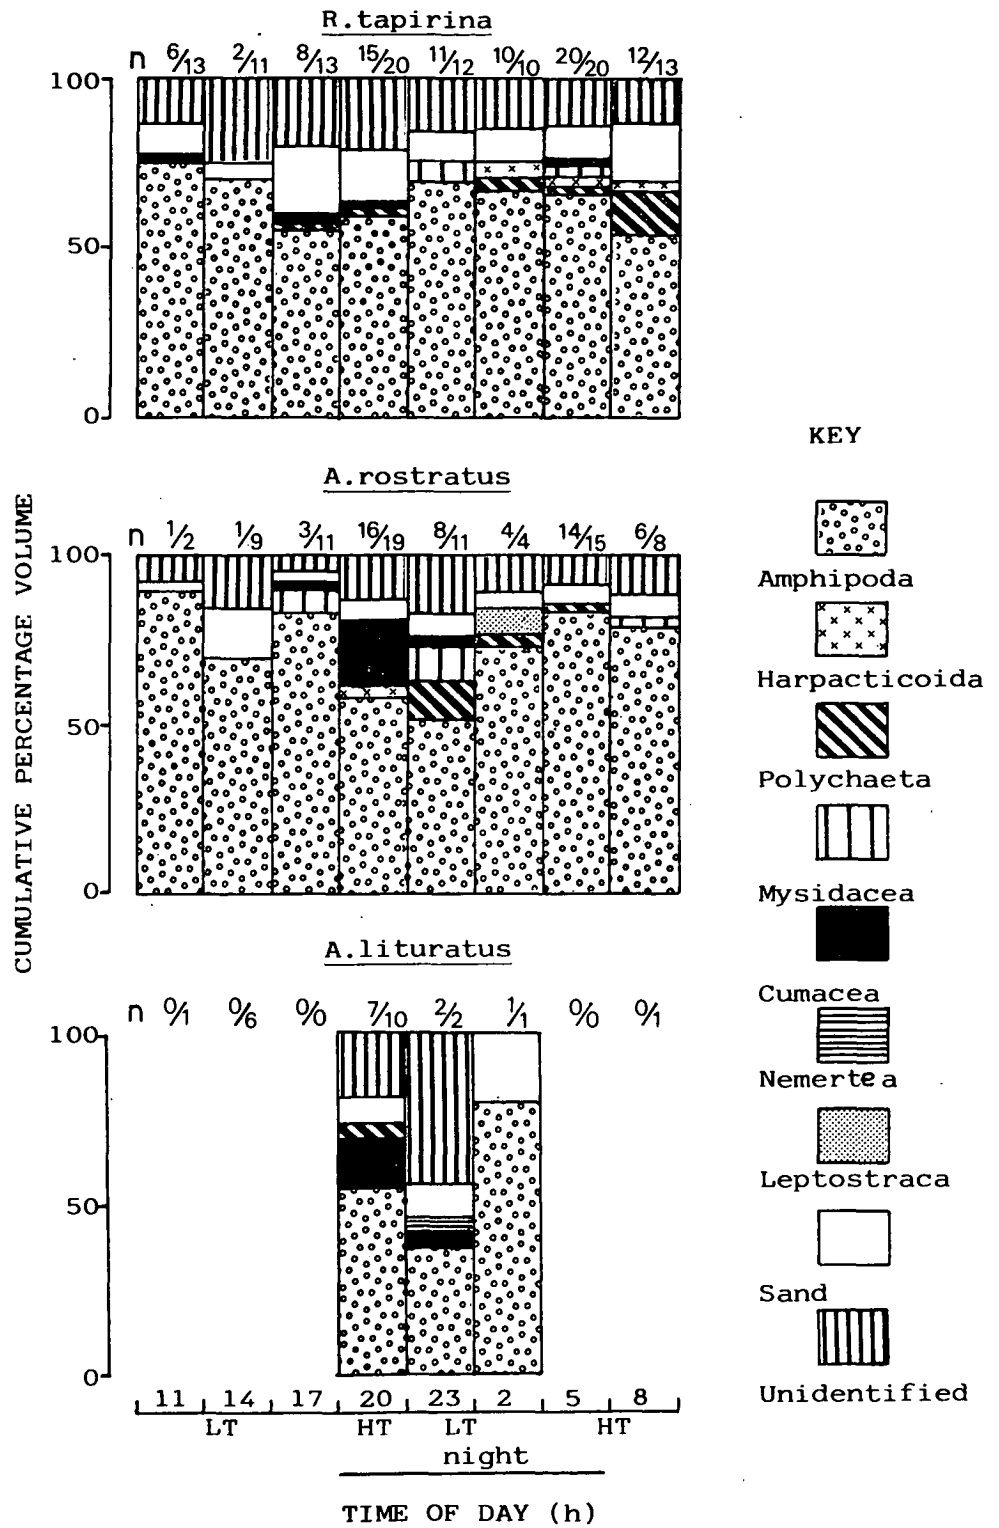 R.tapirina
n 6/13 2/11 8/13 15/20 11/12 10/10 20/20 12/13
100
50
0
A.rostratus
n 1/2 1/9 3/11 16/19 8/11 4/4 14/15 6/8
100
50
0
A.lituratus
n 0/1 0/6 0/0 7/10 2/2 1/1 0/0 0/1
100
50
0
11 14 17 20 23 2 5 8
LT HT LT HT
night
TIME OF DAY (h)
CUMULATIVE PERCENTAGE VOLUME
KEY
Amphipoda
Harpacticoida
Polychaeta
Mysidacea
Cumacea
Nemertea
Leptostraca
Sand
Unidentified